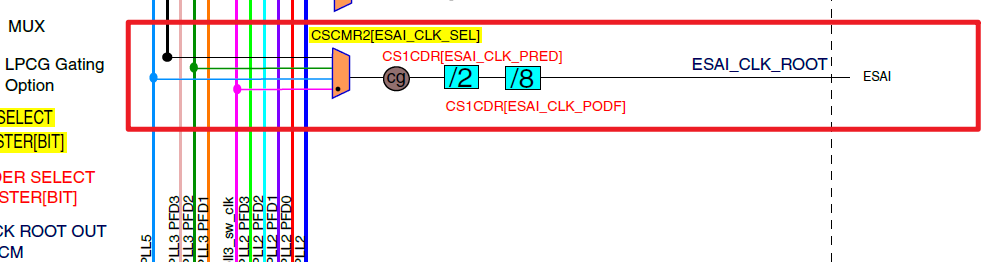 MUX
CSCMR2[ESAI_CLK_SEL]
LPCG Gating
Option
CS1CDR[ESAI_CLK_PRED]
cg
/2
/8
ESAI_CLK_ROOT
ESAI
CS1CDR[ESAI_CLK_PODF]
SELECT
STER[BIT]
DER SELECT
STER[BIT]
CK ROOT OUT
CM
PLL5
PLL3 PFD3
PLL3 PFD2
PLL3 PFD1
pll3_sw_clk
PLL2 PFD3
PLL2 PFD2
PLL2 PFD1
PLL2 PFD0
PLL2